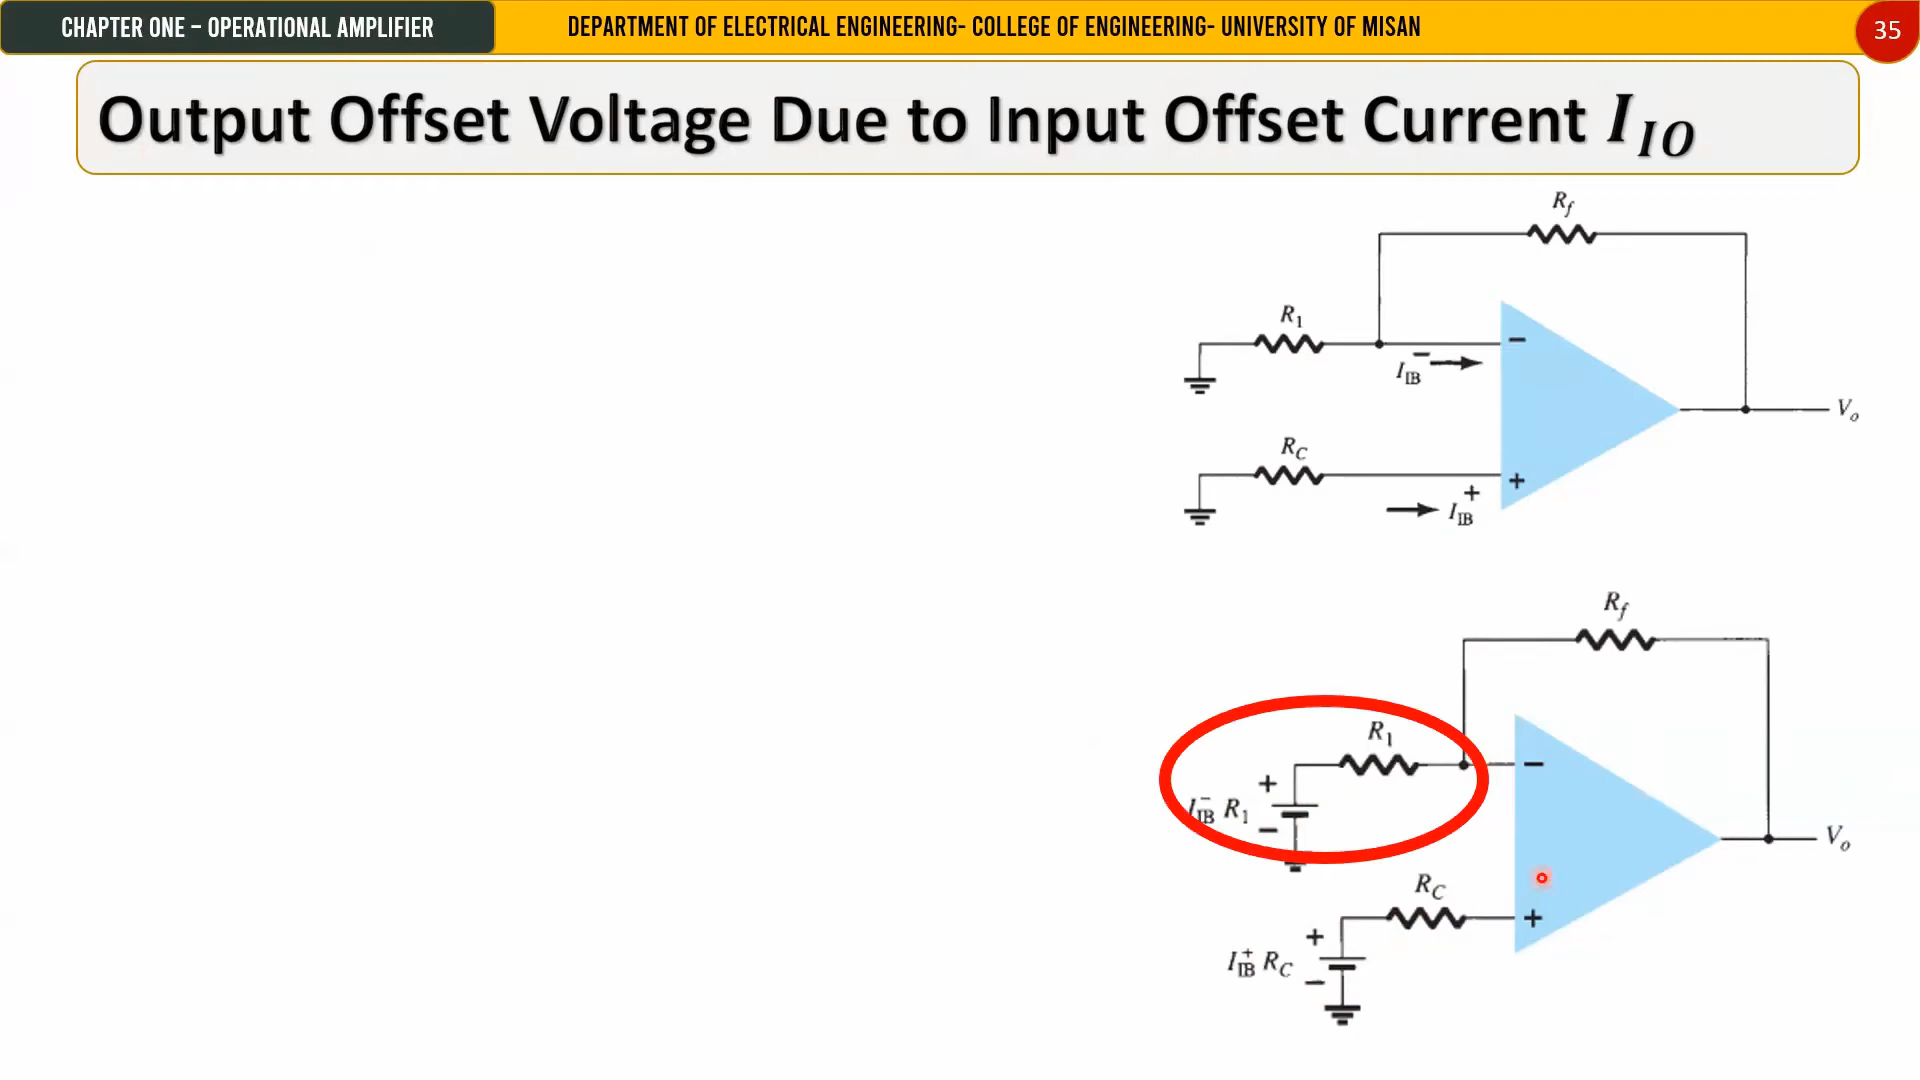 CHAPTER ONE – OPERATIONAL AMPLIFIER
DEPARTMENT OF ELECTRICAL ENGINEERING- COLLEGE OF ENGINEERING- UNIVERSITY OF MISAN
35
Output Offset Voltage Due to Input Offset Current I_IO
R_f
R_1
−
I_IB^−
V_o
R_C
+
I_IB^+
R_f
R_1
+
−
I_IB^− R_1
−
V_o
R_C
+
+
I_IB^+ R_C
−